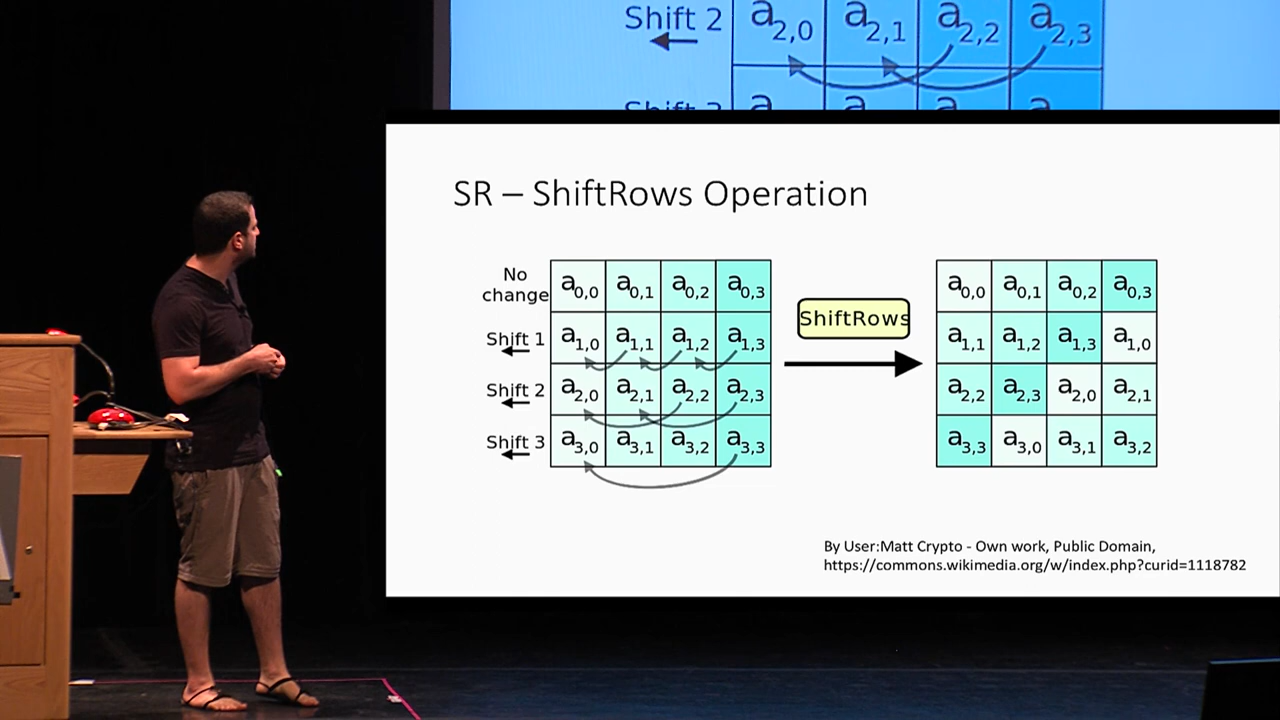 Shift 2 a2,0 a2,1 a2,2 a2,3
Shift 3 a a a a
SR – ShiftRows Operation
No change a0,0 a0,1 a0,2 a0,3
Shift 1 a1,0 a1,1 a1,2 a1,3
Shift 2 a2,0 a2,1 a2,2 a2,3
Shift 3 a3,0 a3,1 a3,2 a3,3
ShiftRows
a0,0 a0,1 a0,2 a0,3
a1,1 a1,2 a1,3 a1,0
a2,2 a2,3 a2,0 a2,1
a3,3 a3,0 a3,1 a3,2
By User:Matt Crypto - Own work, Public Domain,
https://commons.wikimedia.org/w/index.php?curid=1118782